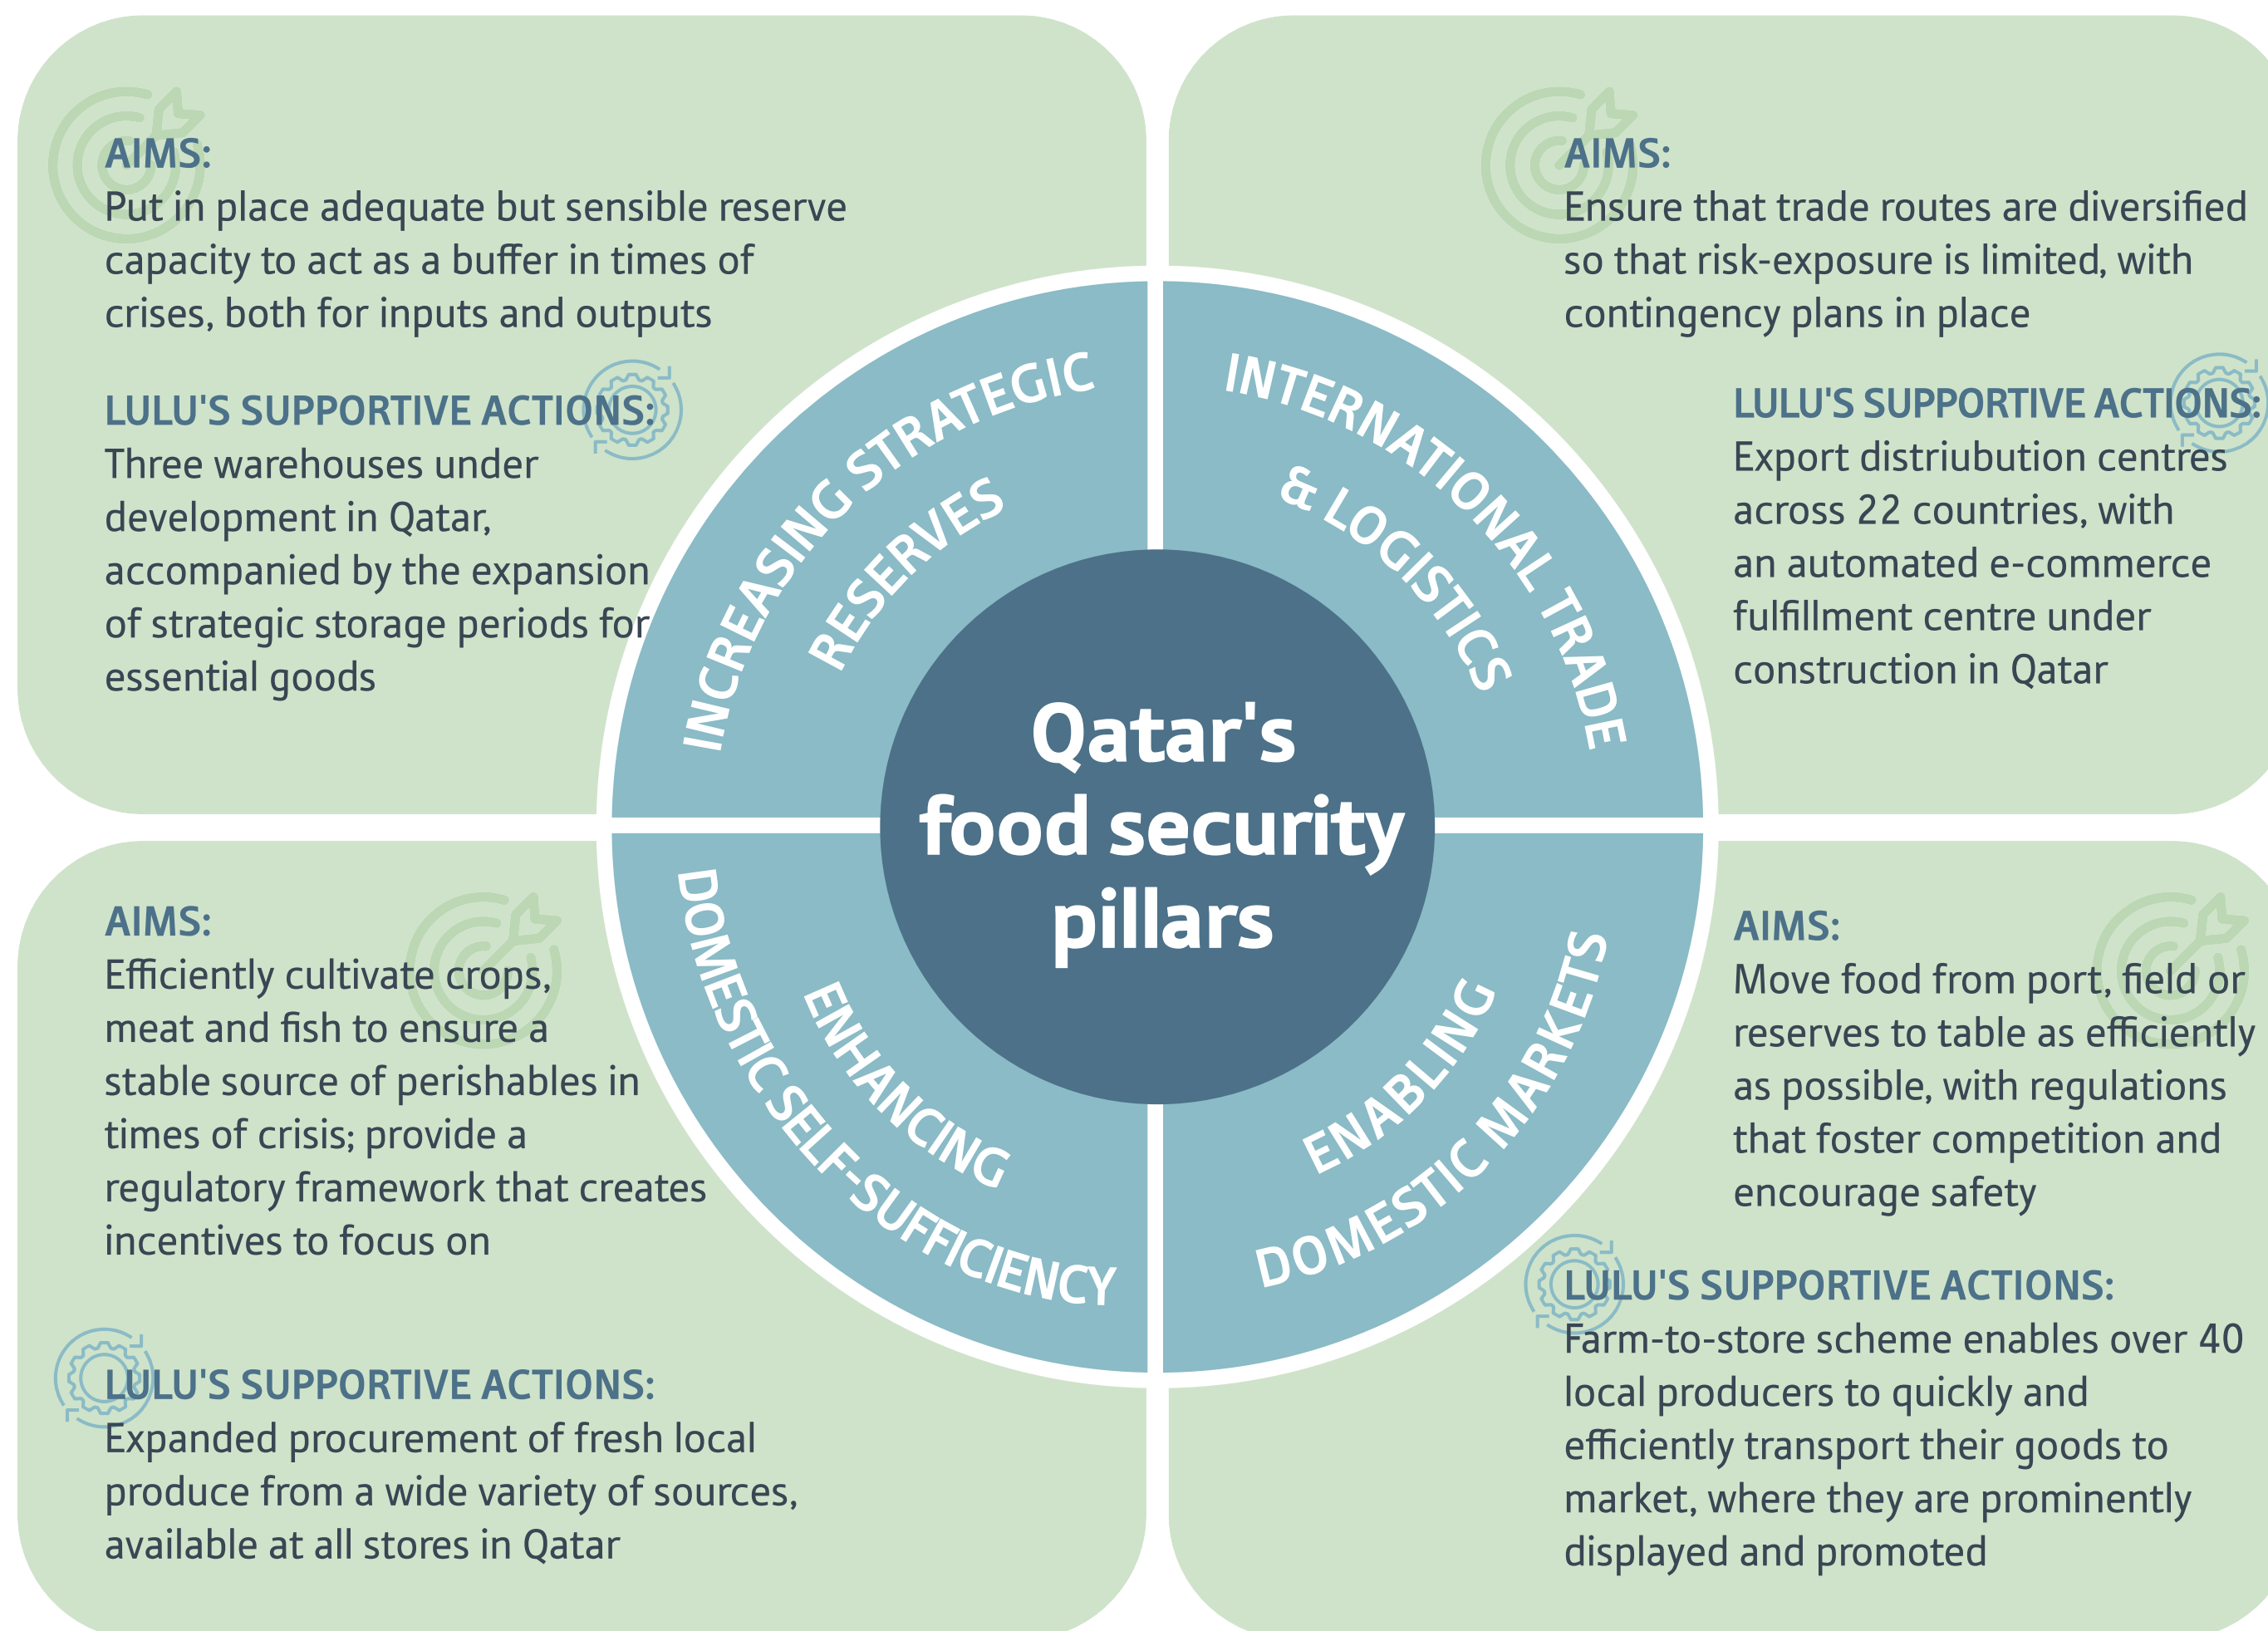 AIMS:
Put in place adequate but sensible reserve
capacity to act as a buffer in times of
crises, both for inputs and outputs
LULU'S SUPPORTIVE ACTIONS:
Three warehouses under
development in Qatar,
accompanied by the expansion
of strategic storage periods for
essential goods
INCREASING STRATEGIC
RESERVES
INTERNATIONAL TRADE
& LOGISTICS
AIMS:
Ensure that trade routes are diversified
so that risk-exposure is limited, with
contingency plans in place
LULU'S SUPPORTIVE ACTIONS:
Export distriubution centres
across 22 countries, with
an automated e-commerce
fulfillment centre under
construction in Qatar
Qatar's
food security
pillars
AIMS:
Efficiently cultivate crops,
meat and fish to ensure a
stable source of perishables in
times of crisis; provide a
regulatory framework that creates
incentives to focus on
LULU'S SUPPORTIVE ACTIONS:
Expanded procurement of fresh local
produce from a wide variety of sources,
available at all stores in Qatar
ENHANCING
DOMESTIC SELF-SUFFICIENCY
ENABLING
DOMESTIC MARKETS
AIMS:
Move food from port, field or
reserves to table as efficiently
as possible, with regulations
that foster competition and
encourage safety
LULU'S SUPPORTIVE ACTIONS:
Farm-to-store scheme enables over 40
local producers to quickly and
efficiently transport their goods to
market, where they are prominently
displayed and promoted